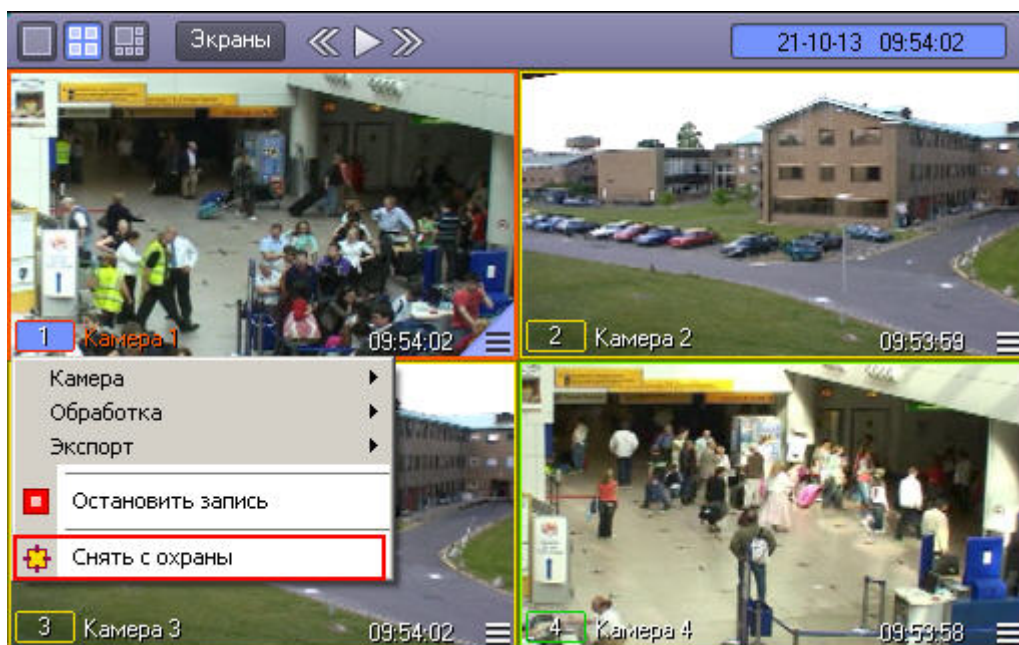 Экраны
21-10-13 09:54:02
1 Камера 1 09:54:02
2 Камера 2 09:53:59
Камера
Обработка
Экспорт
Остановить запись
Снять с охраны
3 Камера 3 09:54:02
4 Камера 4 09:53:58